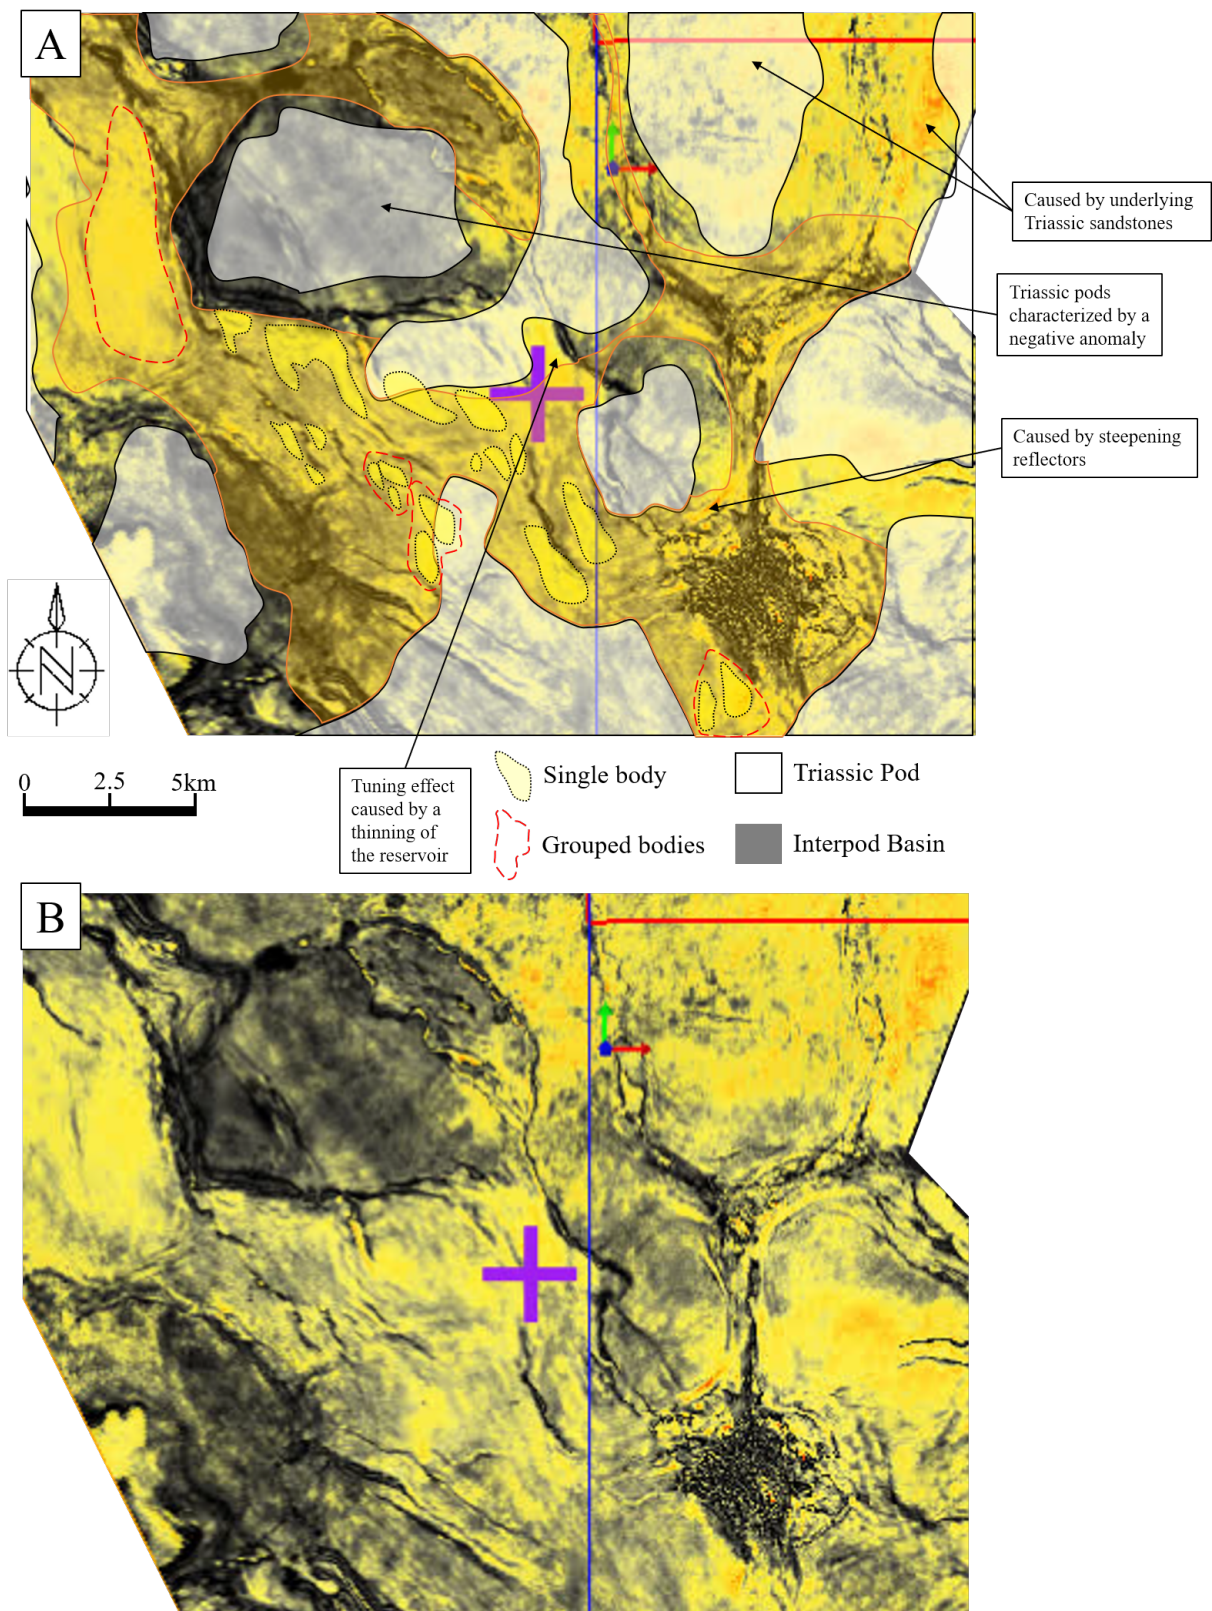 A
Caused by underlying
Triassic sandstones
Triassic pods
characterized by a
negative anomaly
Caused by steepening
reflectors
N
0 2.5 5km
Tuning effect
caused by a
thinning of
the reservoir
Single body
Triassic Pod
Grouped bodies
Interpod Basin
B